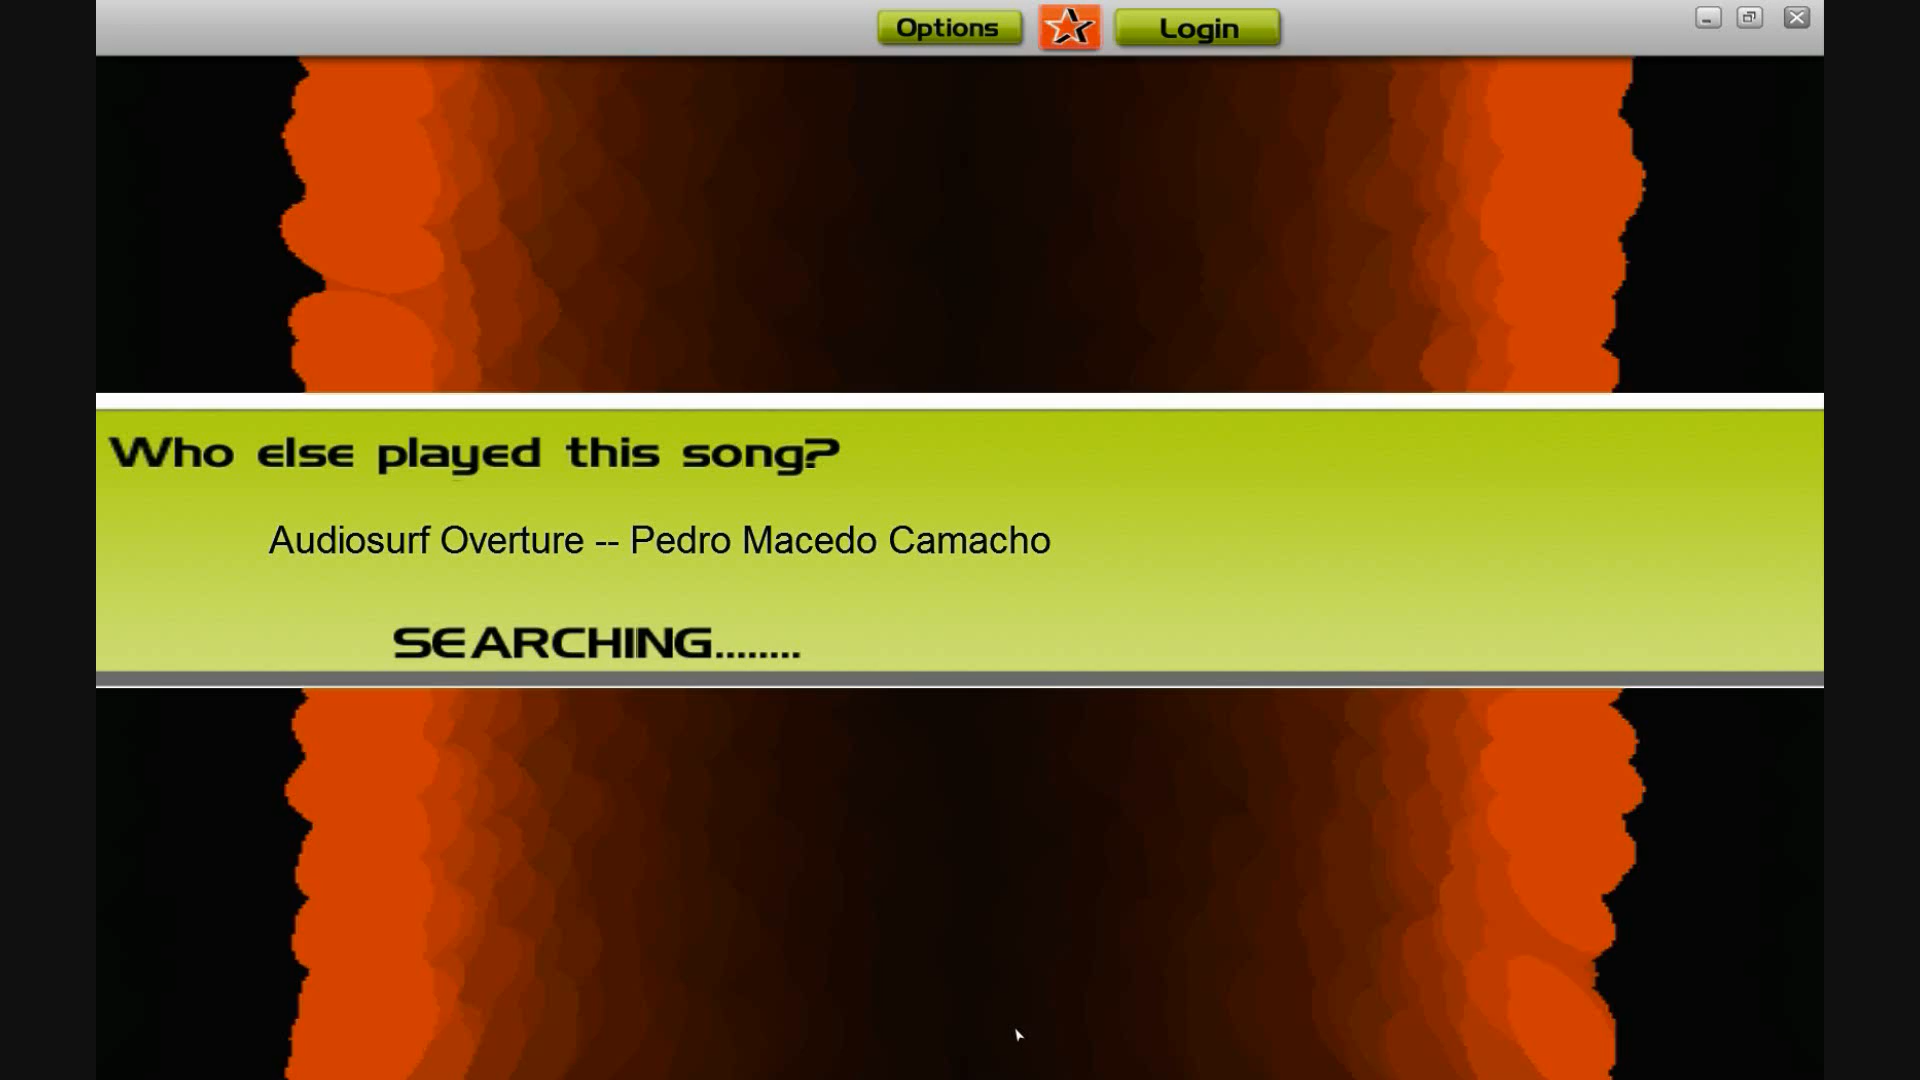 Options
Login
Who else played this song?
Audiosurf Overture -- Pedro Macedo Camacho
SEARCHING........